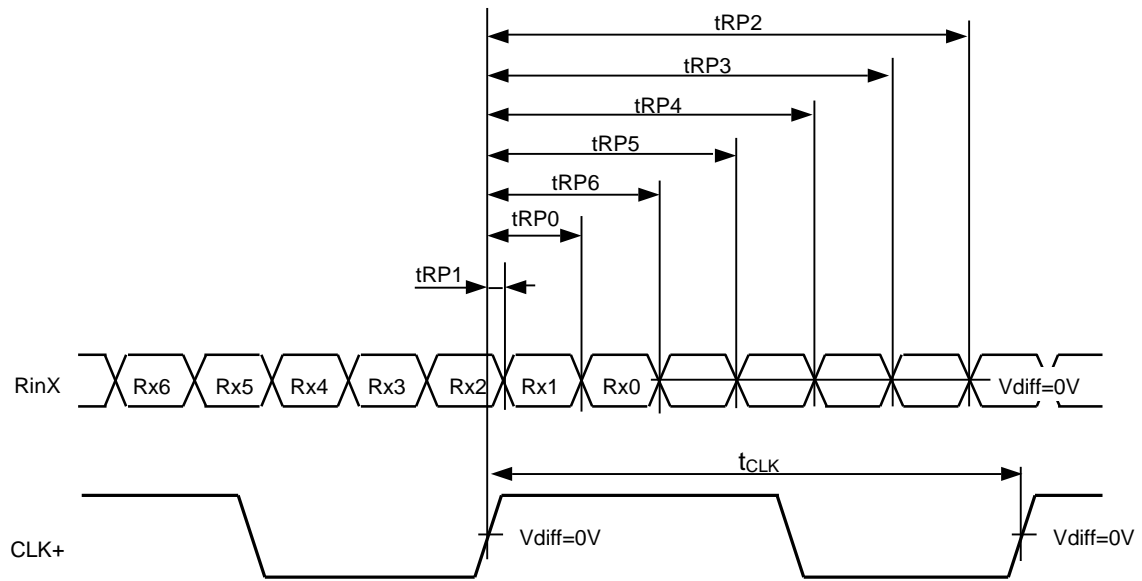 tRP2
tRP3
tRP4
tRP5
tRP6
tRP0
tRP1
RinX Rx6 Rx5 Rx4 Rx3 Rx2 Rx1 Rx0 Vdiff=0V
tCLK
CLK+ Vdiff=0V Vdiff=0V